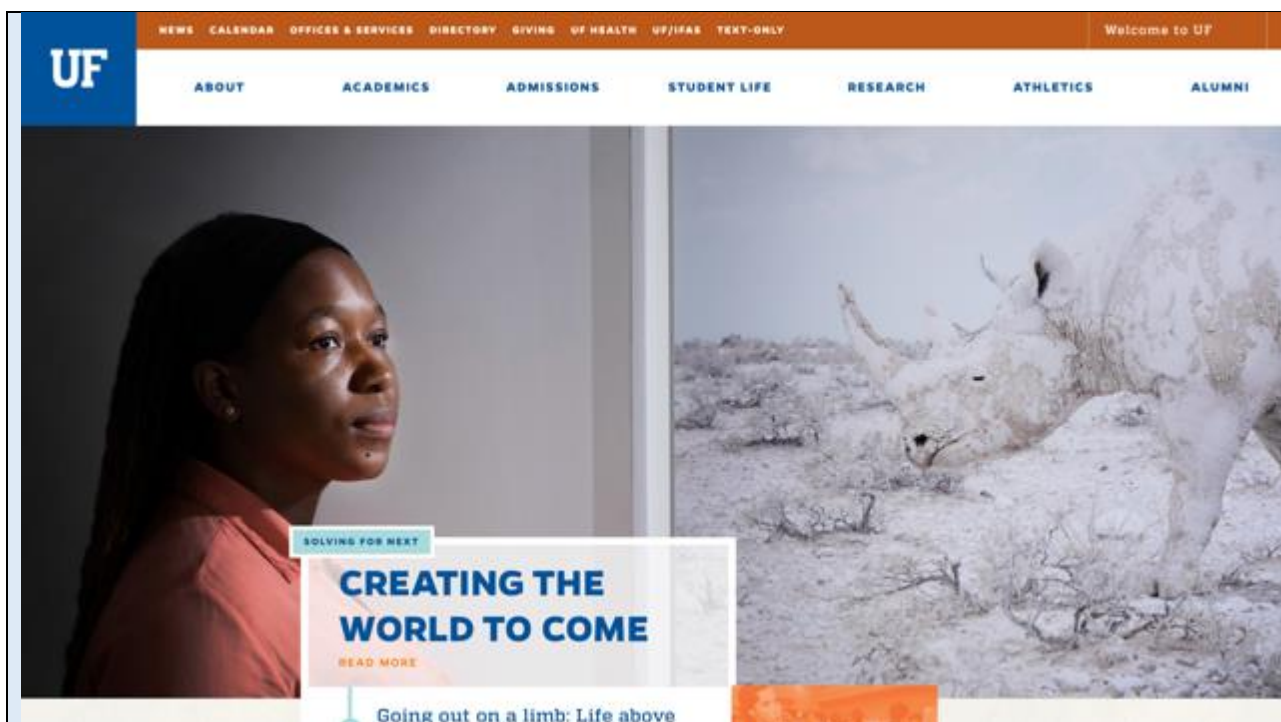 NEWS CALENDAR OFFICES & SERVICES DIRECTORY GIVING UF HEALTH UF/IFAS TEXT-ONLY Welcome to UF
UF
ABOUT ACADEMICS ADMISSIONS STUDENT LIFE RESEARCH ATHLETICS ALUMNI
SOLVING FOR NEXT
CREATING THE
WORLD TO COME
READ MORE
Going out on a limb: Life above